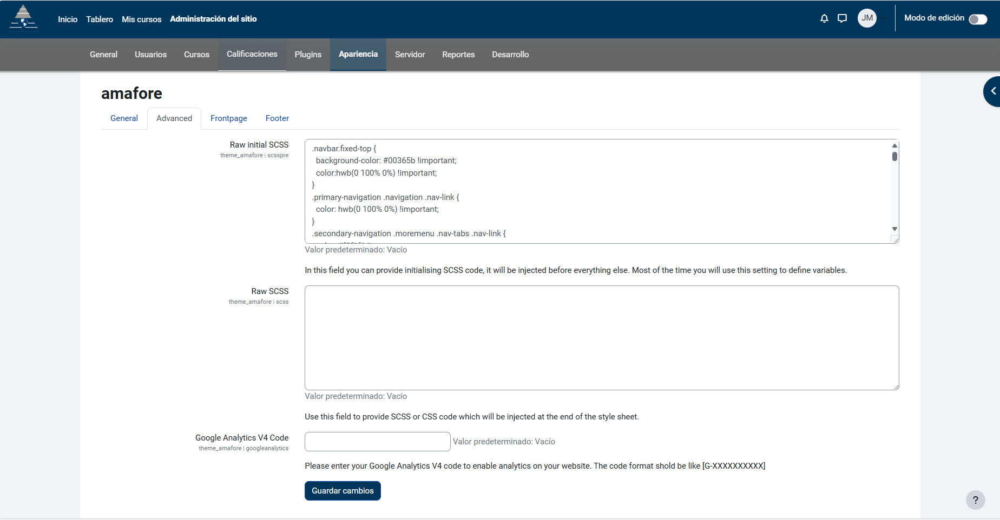 Inicio Tablero Mis cursos Administración del sitio JM Modo de edición
General Usuarios Cursos Calificaciones Plugins Apariencia Servidor Reportes Desarrollo
amafore
General Advanced Frontpage Footer
Raw initial SCSS
theme_amafore | scsspre
.navbar.fixed-top {
background-color: #00365b !important;
color:hwb(0 100% 0%) !important;
}
.primary-navigation .navigation .nav-link {
color: hwb(0 100% 0%) !important;
}
.secondary-navigation .moremenu .nav-tabs .nav-link {
Valor predeterminado: Vacío
In this field you can provide initialising SCSS code, it will be injected before everything else. Most of the time you will use this setting to define variables.
Raw SCSS
theme_amafore | scss
Valor predeterminado: Vacío
Use this field to provide SCSS or CSS code which will be injected at the end of the style sheet.
Google Analytics V4 Code
theme_amafore | googleanalytics
Valor predeterminado: Vacío
Please enter your Google Analytics V4 code to enable analytics on your website. The code format shold be like [G-XXXXXXXXXX]
Guardar cambios
?